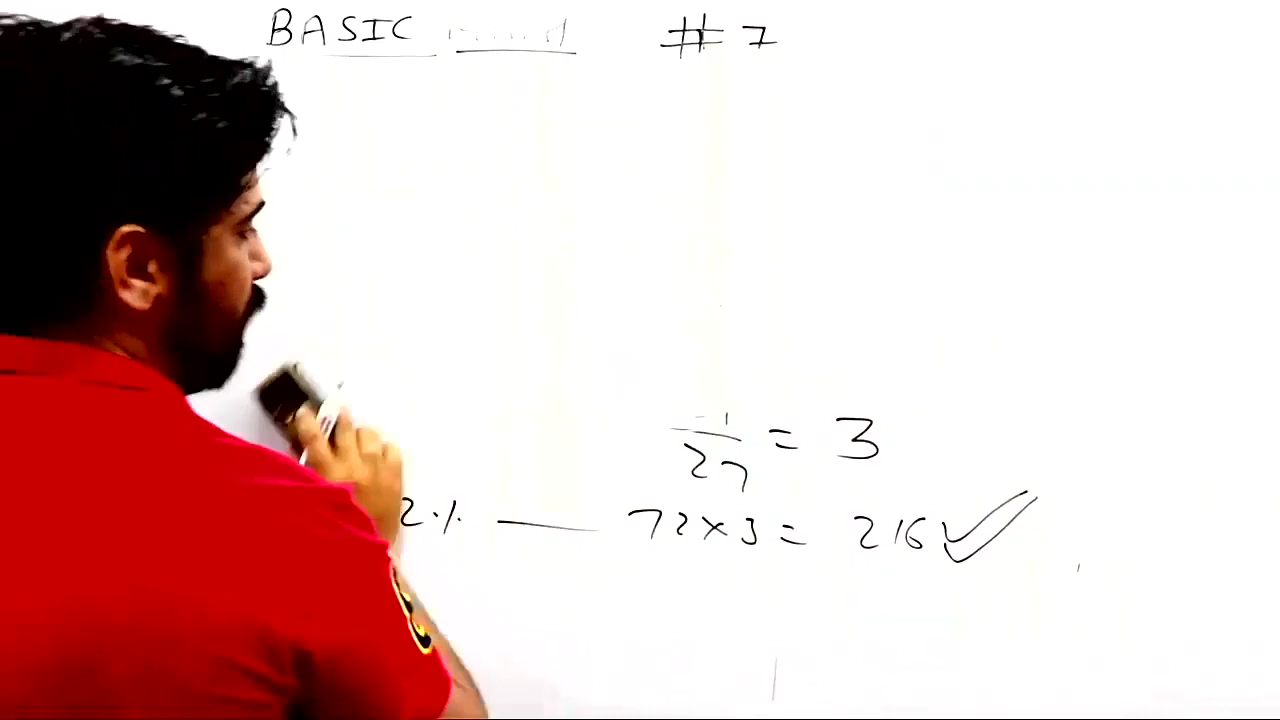 BASIC # 7
1/27 = 3
2% — 72×3 = 216 ✓